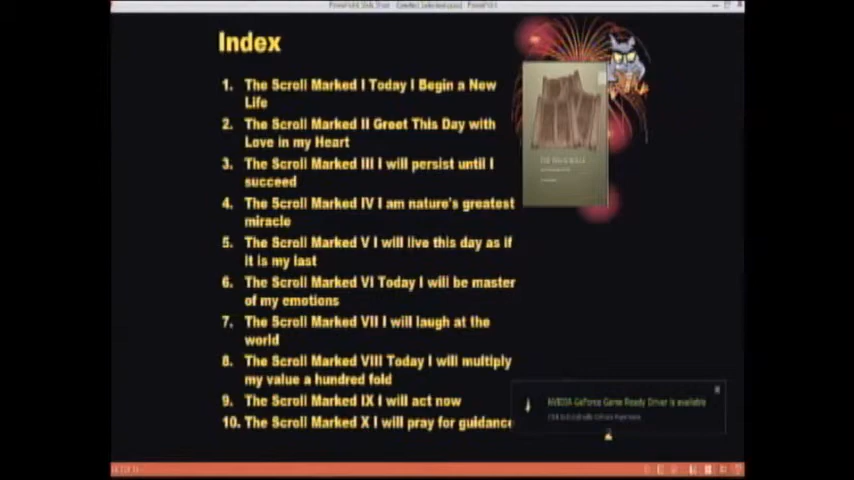 Index
1. The Scroll Marked I Today I Begin a New
Life
2. The Scroll Marked II Greet This Day with
Love in my Heart
3. The Scroll Marked III I will persist until I
succeed
4. The Scroll Marked IV I am nature's greatest
miracle
5. The Scroll Marked V I will live this day as if
it is my last
6. The Scroll Marked VI Today I will be master
of my emotions
7. The Scroll Marked VII I will laugh at the
world
8. The Scroll Marked VIII Today I will multiply
my value a hundred fold
9. The Scroll Marked IX I will act now
10. The Scroll Marked X I will pray for guidance
NVIDIA GeForce Game Ready Driver is available